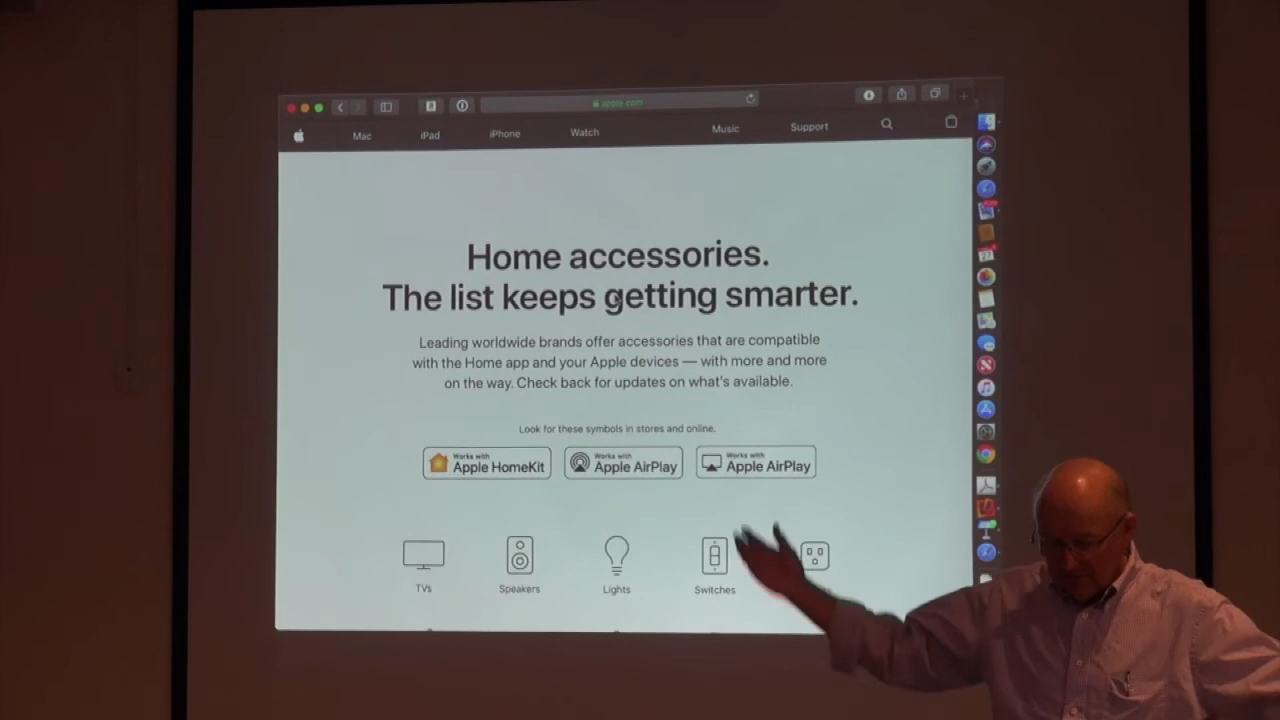 apple.com
Mac iPad iPhone Watch Music Support
Home accessories.
The list keeps getting smarter.
Leading worldwide brands offer accessories that are compatible
with the Home app and your Apple devices — with more and more
on the way. Check back for updates on what's available.
Look for these symbols in stores and online.
Works with Works with Works with
Apple HomeKit Apple AirPlay Apple AirPlay
TVs Speakers Lights Switches
27